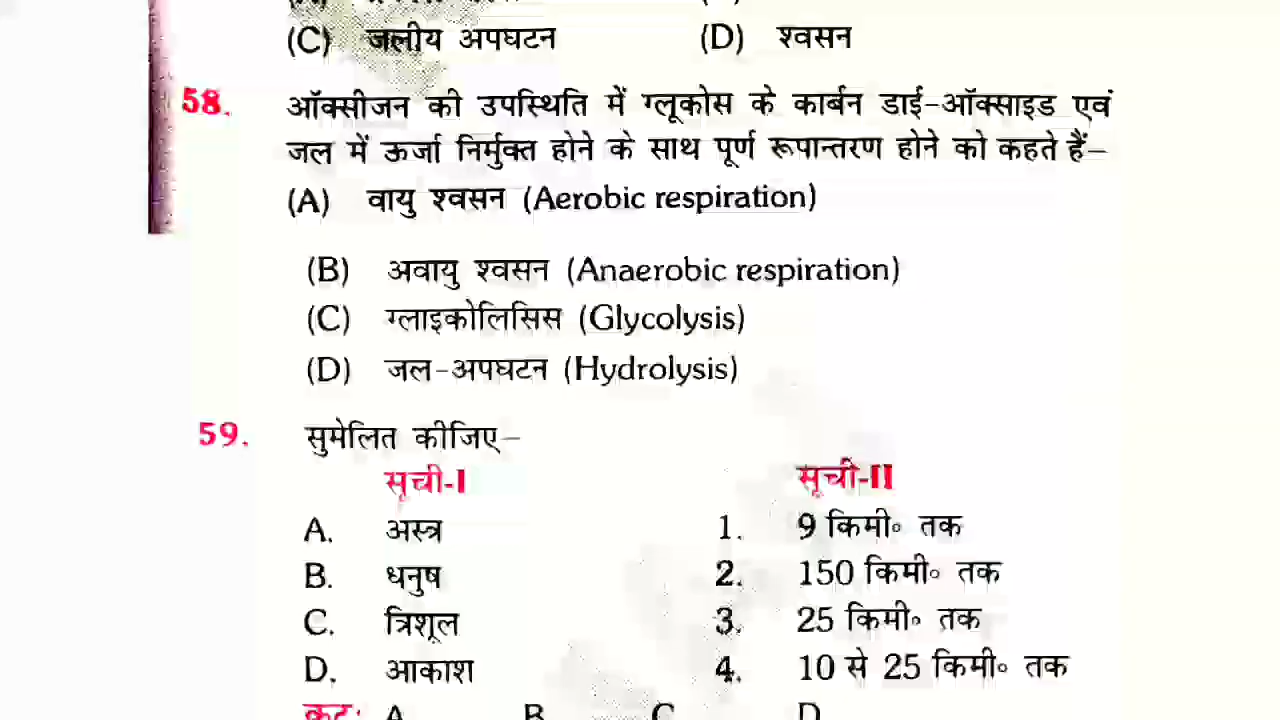 (C) जलीय अपघटन (D) श्वसन
58. ऑक्सीजन की उपस्थिति में ग्लूकोस के कार्बन डाई-ऑक्साइड एवं
जल में ऊर्जा निर्मुक्त होने के साथ पूर्ण रूपान्तरण होने को कहते हैं–
(A) वायु श्वसन (Aerobic respiration)
(B) अवायु श्वसन (Anaerobic respiration)
(C) ग्लाइकोलिसिस (Glycolysis)
(D) जल-अपघटन (Hydrolysis)
59. सुमेलित कीजिए–
सूची-I सूची-II
A. अस्त्र 1. 9 किमी॰ तक
B. धनुष 2. 150 किमी॰ तक
C. त्रिशूल 3. 25 किमी॰ तक
D. आकाश 4. 10 से 25 किमी॰ तक
कूट: A B C D